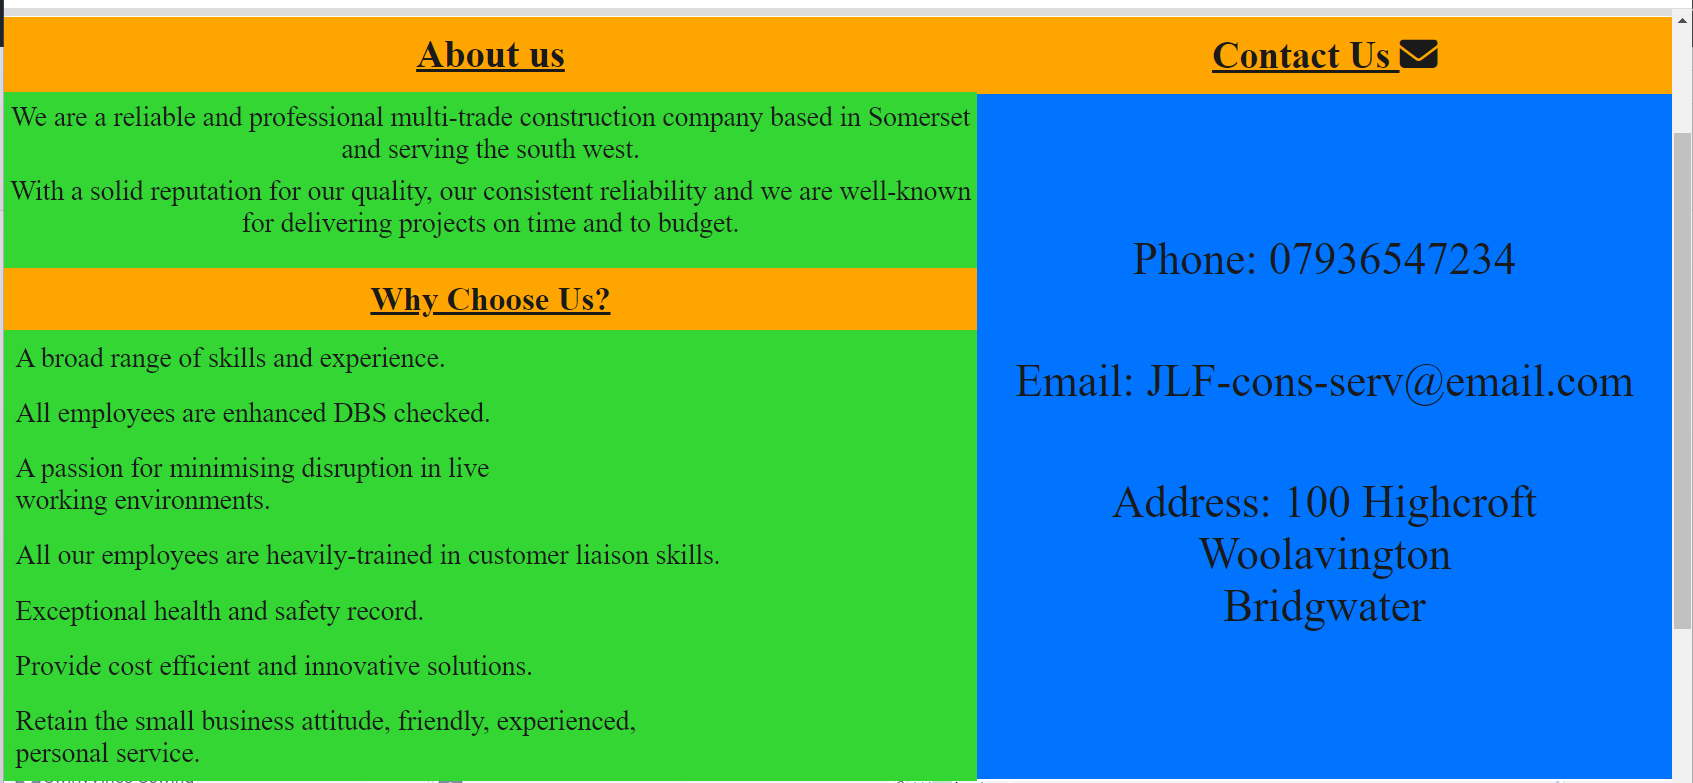 About us
We are a reliable and professional multi-trade construction company based in Somerset
and serving the south west.
With a solid reputation for our quality, our consistent reliability and we are well-known
for delivering projects on time and to budget.
Why Choose Us?
A broad range of skills and experience.
All employees are enhanced DBS checked.
A passion for minimising disruption in live
working environments.
All our employees are heavily-trained in customer liaison skills.
Exceptional health and safety record.
Provide cost efficient and innovative solutions.
Retain the small business attitude, friendly, experienced,
personal service.
Contact Us
Phone: 07936547234
Email: JLF-cons-serv@email.com
Address: 100 Highcroft
Woolavington
Bridgwater